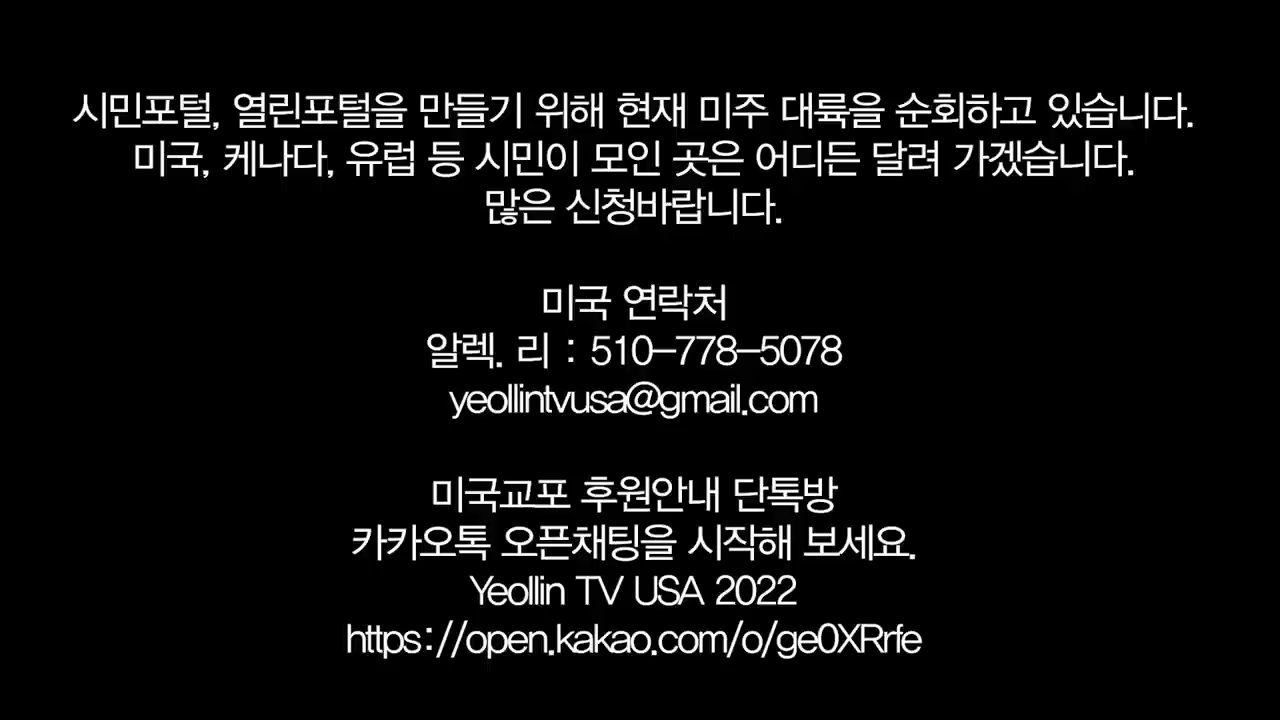 시민포털, 열린포털을 만들기 위해 현재 미주 대륙을 순회하고 있습니다.
미국, 케나다, 유럽 등 시민이 모인 곳은 어디든 달려 가겠습니다.
많은 신청바랍니다.
미국 연락처
알렉. 리 : 510-778-5078
yeollintvusa@gmail.com
미국교포 후원안내 단톡방
카카오톡 오픈채팅을 시작해 보세요.
Yeollin TV USA 2022
https://open.kakao.com/o/ge0XRrfe